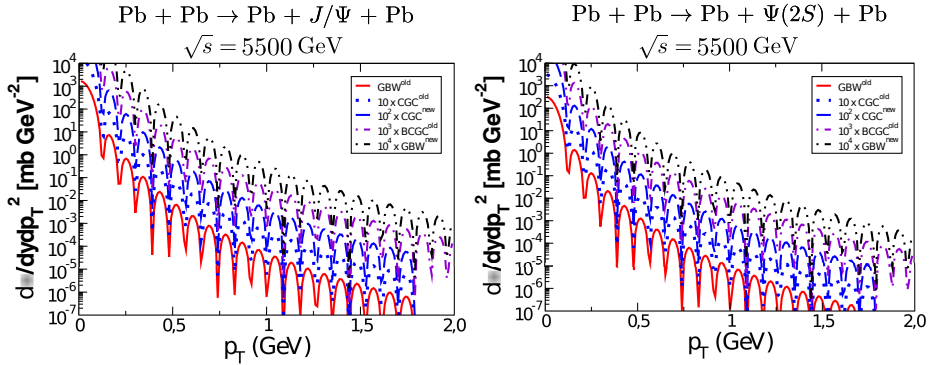 Pb + Pb → Pb + J/Ψ + Pb
√s = 5500 GeV
dσ/dydp_T^2 [mb GeV^-2]
10^4
10^3
10^2
10^1
10^0
10^-1
10^-2
10^-3
10^-4
10^-5
10^-6
10^-7
GBW^old
10 x CGC^old
10^2 x CGC^new
10^3 x BCGC^old
10^4 x GBW^new
0 0,5 1 1,5 2,0
p_T (GeV)
Pb + Pb → Pb + Ψ(2S) + Pb
√s = 5500 GeV
dσ/dydp_T^2 [mb GeV^-2]
10^4
10^3
10^2
10^1
10^0
10^-1
10^-2
10^-3
10^-4
10^-5
10^-6
10^-7
GBW^old
10 x CGC^old
10^2 x CGC^new
10^3 x BCGC^old
10^4 x GBW^new
0 0,5 1 1,5 2,0
p_T (GeV)